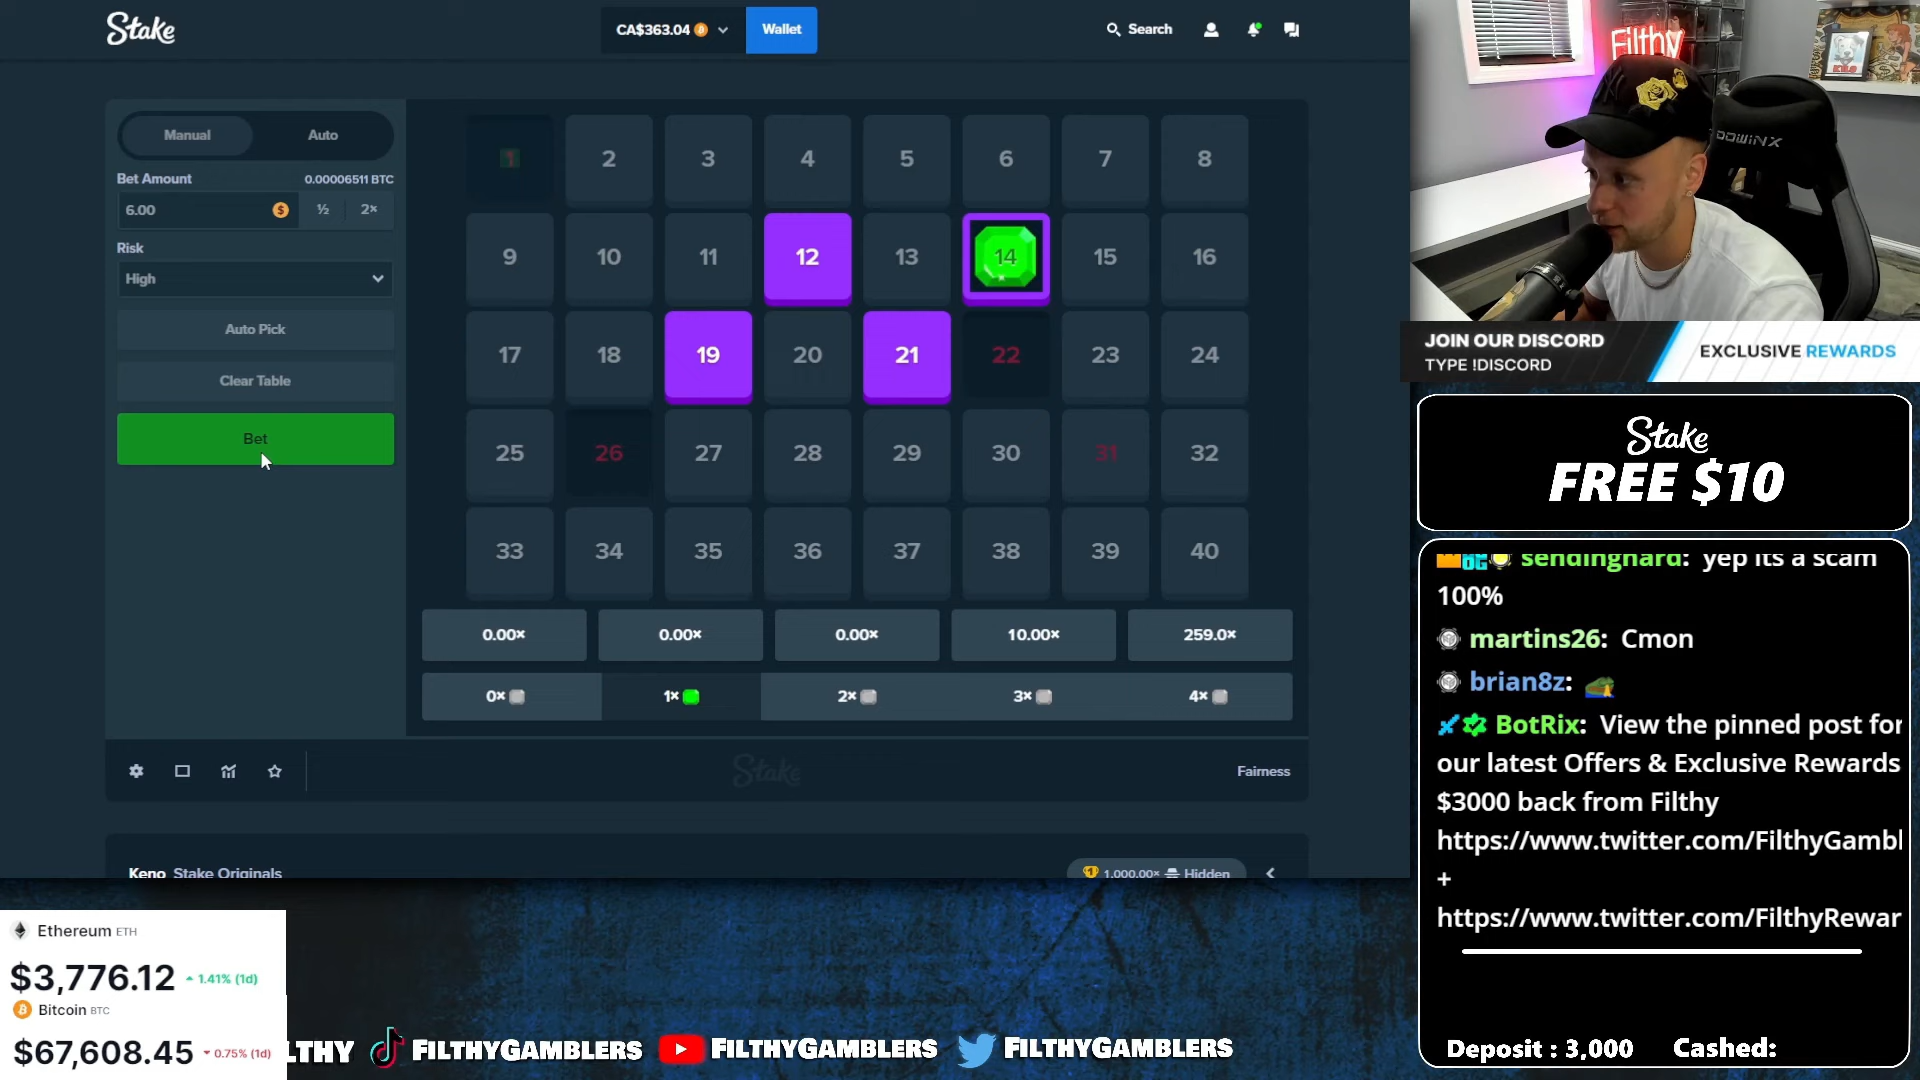 Stake
CA$363.04
Wallet
Search
Filthy
DOWINX
Manual
Auto
Bet Amount
0.00006511 BTC
6.00
½
2×
Risk
High
Auto Pick
Clear Table
Bet
1 2 3 4 5 6 7 8
9 10 11 12 13 14 15 16
17 18 19 20 21 22 23 24
25 26 27 28 29 30 31 32
33 34 35 36 37 38 39 40
0.00× 0.00× 0.00× 10.00× 259.0×
0× 1× 2× 3× 4×
Stake
Fairness
Keno Stake Originals
1,000.00× Hidden
JOIN OUR DISCORD
TYPE !DISCORD
EXCLUSIVE REWARDS
Stake
FREE $10
sendinghard: yep its a scam
100%
martins26: Cmon
brian8z:
BotRix: View the pinned post for
our latest Offers & Exclusive Rewards
$3000 back from Filthy
https://www.twitter.com/FilthyGambl
+
https://www.twitter.com/FilthyRewar
Deposit : 3,000 Cashed:
Ethereum ETH
$3,776.12 1.41% (1d)
Bitcoin BTC
$67,608.45 0.75% (1d)
LTHY
FILTHYGAMBLERS
FILTHYGAMBLERS
FILTHYGAMBLERS